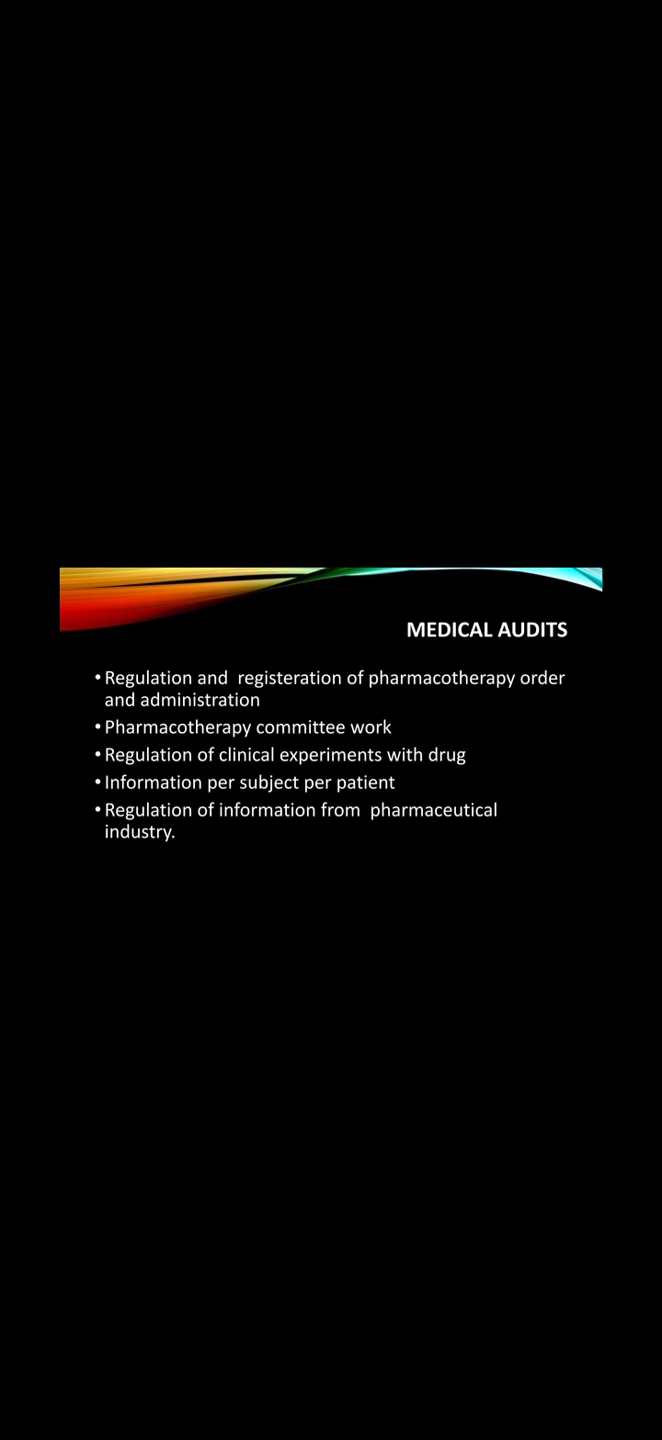 MEDICAL AUDITS
• Regulation and  registeration of pharmacotherapy order
and administration
• Pharmacotherapy committee work
• Regulation of clinical experiments with drug
• Information per subject per patient
• Regulation of information from  pharmaceutical
industry.